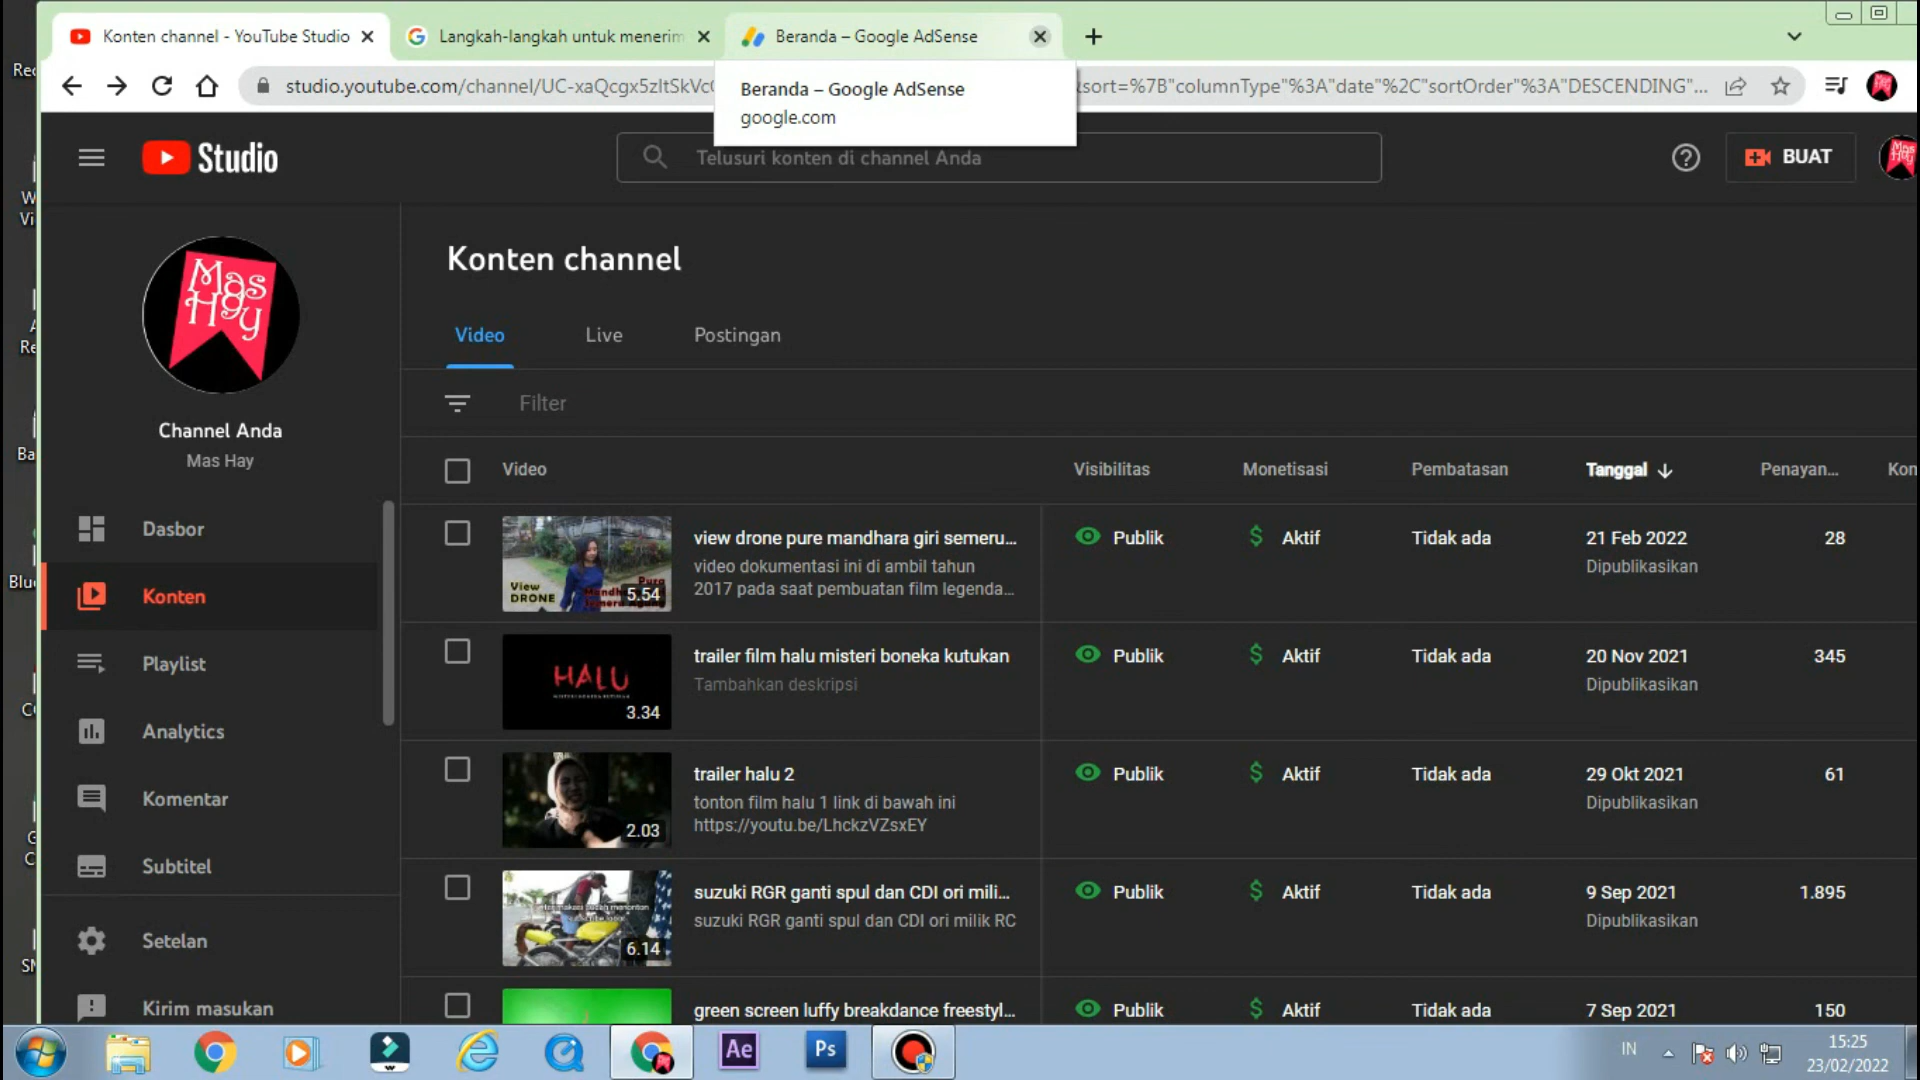 Konten channel - YouTube Studio
Langkah-langkah untuk menerim
Beranda – Google AdSense
studio.youtube.com/channel/UC-xaQcgx5zItSkVc
sort=%7B"columnType"%3A"date"%2C"sortOrder"%3A"DESCENDING"...
Beranda – Google AdSense
google.com
Studio
Telusuri konten di channel Anda
BUAT
Mas Hay
Channel Anda
Mas Hay
Dasbor
Konten
Playlist
Analytics
Komentar
Subtitel
Setelan
Kirim masukan
Konten channel
Video Live Postingan
Filter
Video Visibilitas Monetisasi Pembatasan Tanggal Penayan... Kon
view drone pure mandhara giri semeru... Publik Aktif Tidak ada 21 Feb 2022 28
video dokumentasi ini di ambil tahun Dipublikasikan
2017 pada saat pembuatan film legenda...
View DRONE
5.54
trailer film halu misteri boneka kutukan Publik Aktif Tidak ada 20 Nov 2021 345
Tambahkan deskripsi Dipublikasikan
HALU
3.34
trailer halu 2 Publik Aktif Tidak ada 29 Okt 2021 61
tonton film halu 1 link di bawah ini Dipublikasikan
https://youtu.be/LhckzVZsxEY
2.03
suzuki RGR ganti spul dan CDI ori mili... Publik Aktif Tidak ada 9 Sep 2021 1.895
suzuki RGR ganti spul dan CDI ori milik RC Dipublikasikan
6.14
green screen luffy breakdance freestyl... Publik Aktif Tidak ada 7 Sep 2021 150
Ae
Ps
IN
15:25
23/02/2022